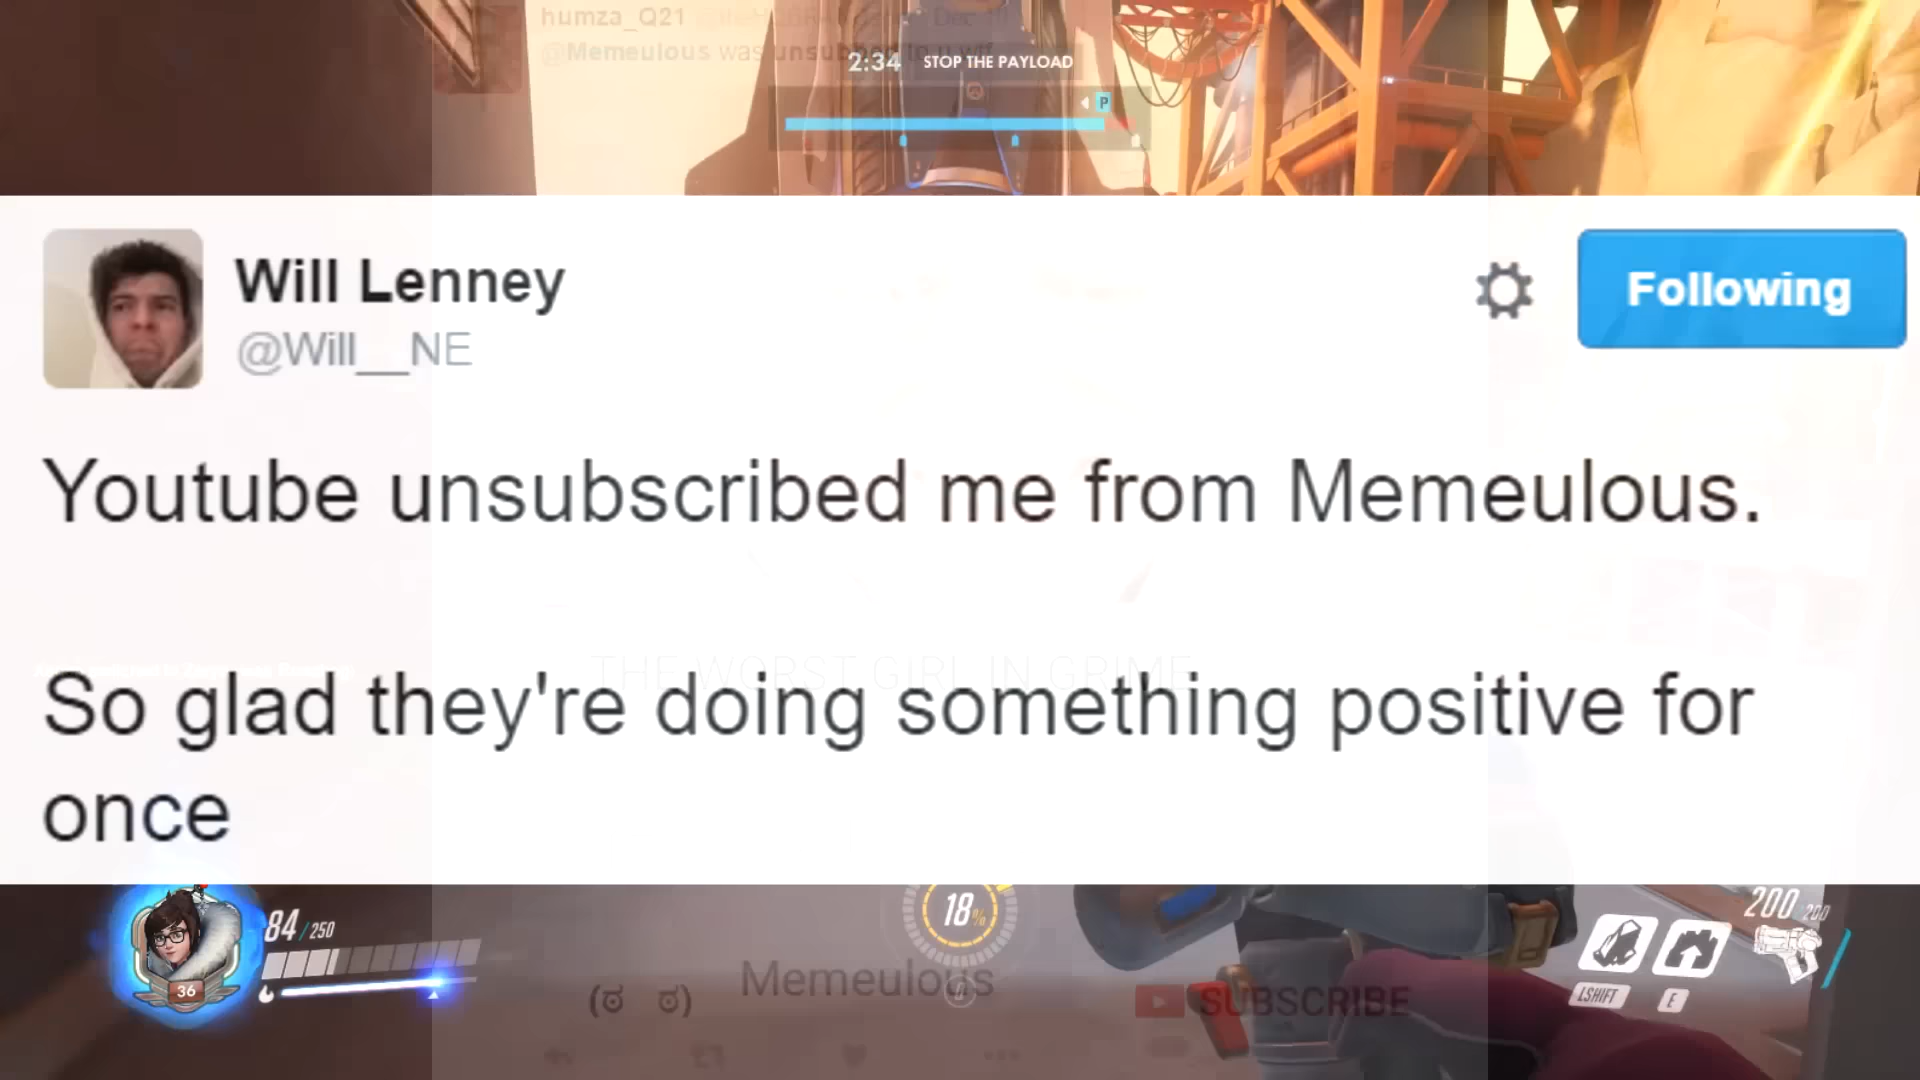 humza_Q21
@Memeulous was unsubbed to u wtf
2:34 STOP THE PAYLOAD
P
Will Lenney
@Will__NE
Following
Youtube unsubscribed me from Memeulous.
THE WORST GIRL IN GRIME
So glad they're doing something positive for
once
84/250
36
18%
Memeulous
(ಠ ಠ)
SUBSCRIBE
200 200
LSHIFT
E